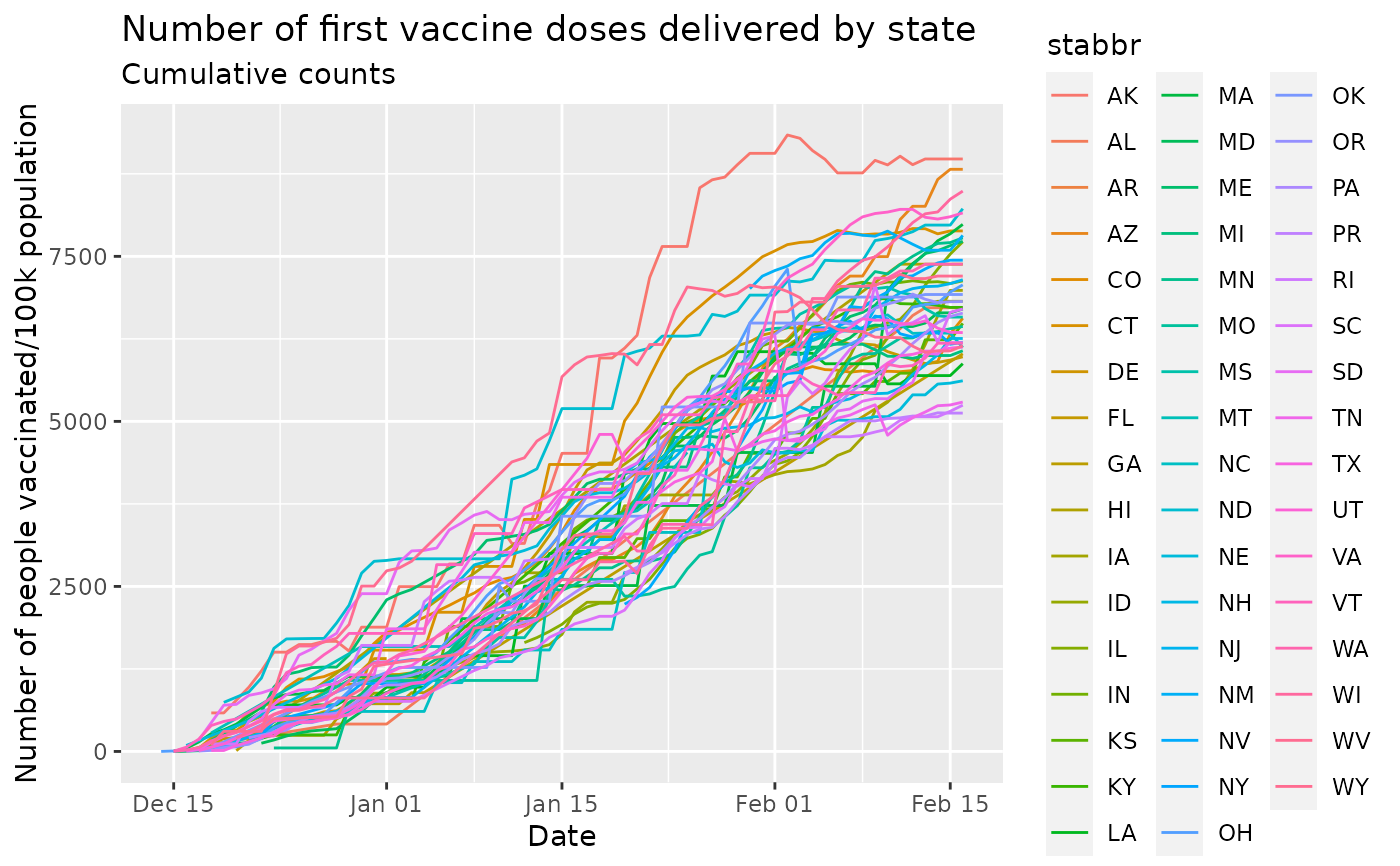 Number of first vaccine doses delivered by state
Cumulative counts
Number of people vaccinated/100k population
7500
5000
2500
0
Dec 15 Jan 01 Jan 15 Feb 01 Feb 15
Date
stabbr
AK MA OK
AL MD OR
AR ME PA
AZ MI PR
CO MN RI
CT MO SC
DE MS SD
FL MT TN
GA NC TX
HI ND UT
IA NE VA
ID NH VT
IL NJ WA
IN NM WI
KS NV WV
KY NY WY
LA OH